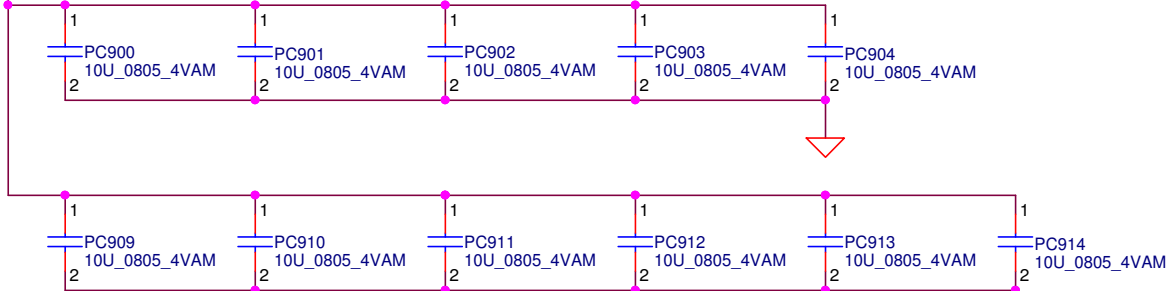 1 1 1 1 1
PC900 PC901 PC902 PC903 PC904
10U_0805_4VAM 10U_0805_4VAM 10U_0805_4VAM 10U_0805_4VAM 10U_0805_4VAM
2 2 2 2 2
1 1 1 1 1 1
PC909 PC910 PC911 PC912 PC913 PC914
10U_0805_4VAM 10U_0805_4VAM 10U_0805_4VAM 10U_0805_4VAM 10U_0805_4VAM 10U_0805_4VAM
2 2 2 2 2 2